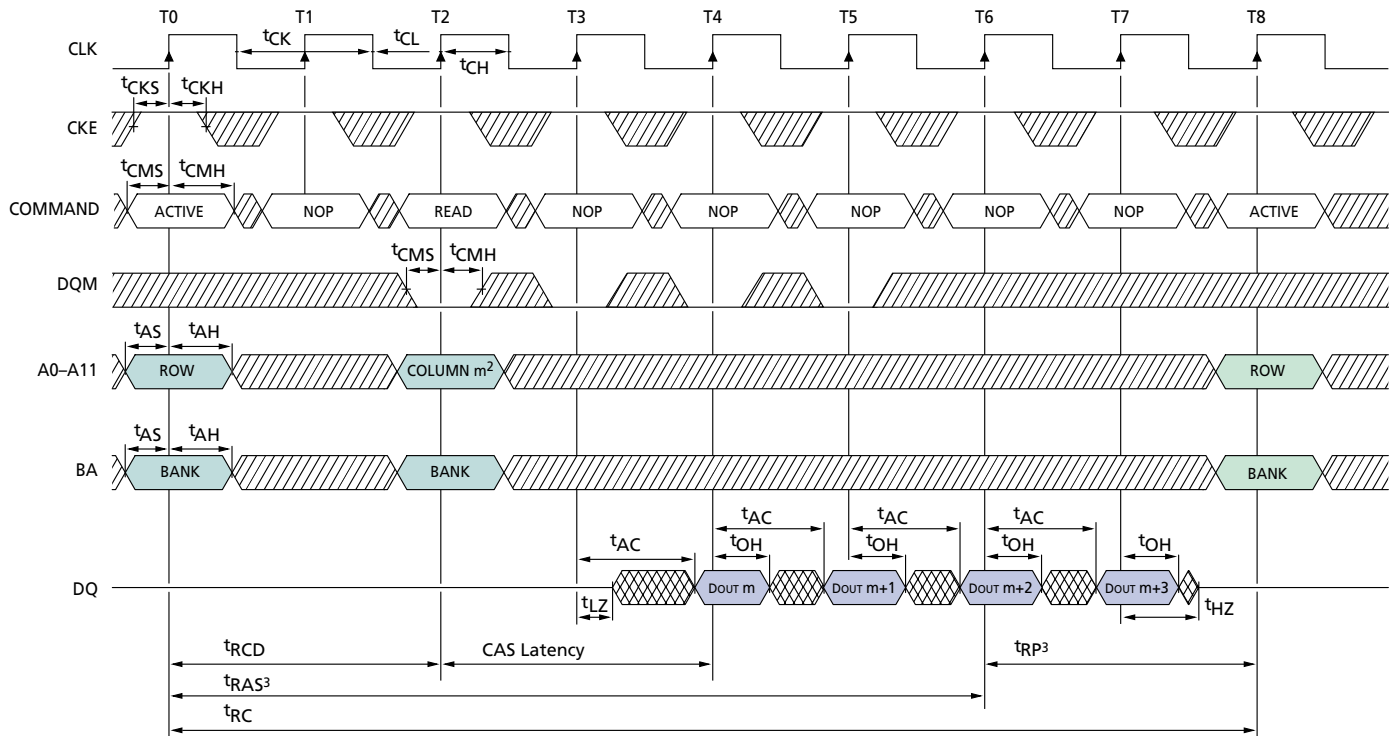 T0 T1 T2 T3 T4 T5 T6 T7 T8
CLK
tCK tCL
tCH
tCKS tCKH
CKE
tCMS tCMH
COMMAND ACTIVE NOP READ NOP NOP NOP NOP NOP ACTIVE
tCMS tCMH
DQM
tAS tAH
A0–A11 ROW COLUMN m2 ROW
tAS tAH
BA BANK BANK BANK
tAC tAC tAC
tAC tOH tOH tOH tOH
DQ DOUT m DOUT m+1 DOUT m+2 DOUT m+3
tLZ tHZ
tRCD CAS Latency tRP3
tRAS3
tRC